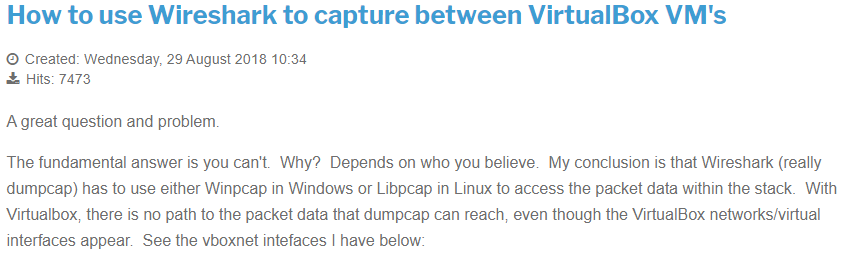 How to use Wireshark to capture between VirtualBox VM's
Created: Wednesday, 29 August 2018 10:34
Hits: 7473
A great question and problem.
The fundamental answer is you can't.  Why?  Depends on who you believe.  My conclusion is that Wireshark (really
dumpcap) has to use either Winpcap in Windows or Libpcap in Linux to access the packet data within the stack.  With
Virtualbox, there is no path to the packet data that dumpcap can reach, even though the VirtualBox networks/virtual
interfaces appear.  See the vboxnet intefaces I have below: